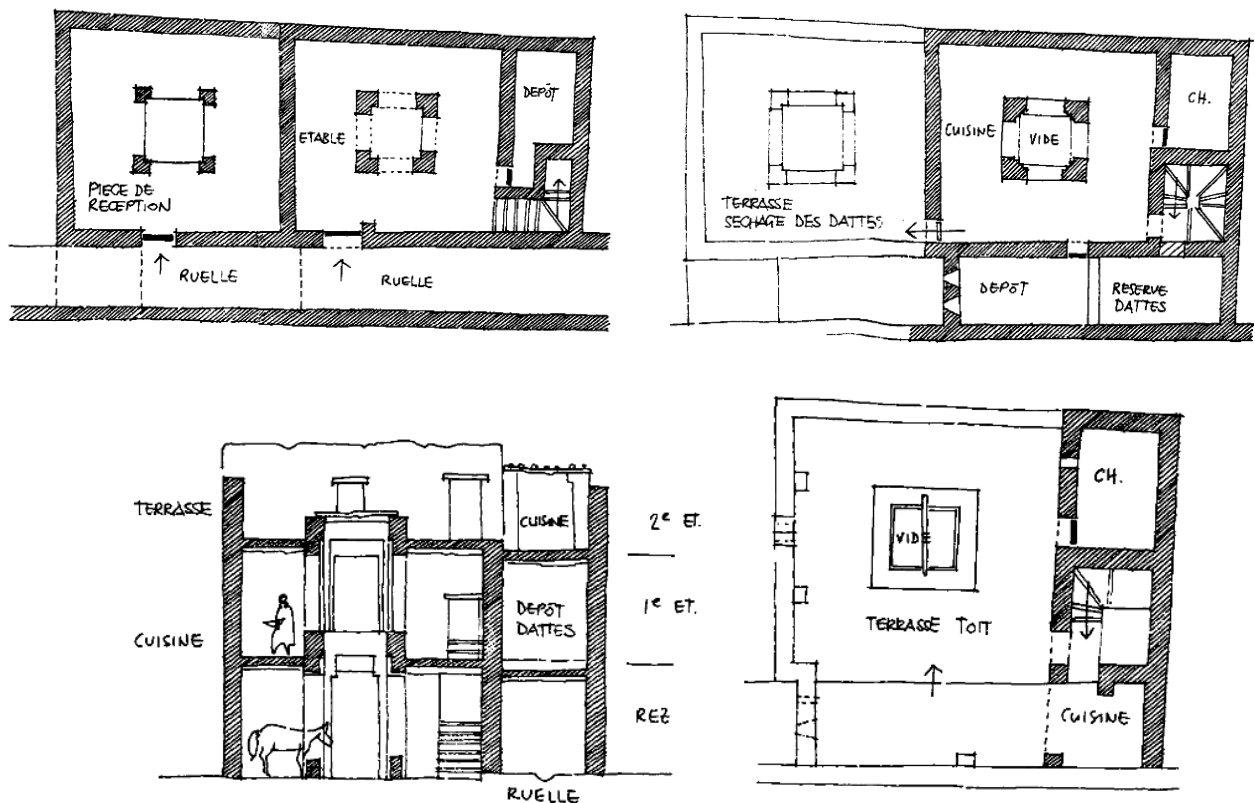 DEPÔT
ETABLE
PIECE DE
RECEPTION
RUELLE
RUELLE
CH.
CUISINE
VIDE
TERRASSE
SECHAGE DES DATTES
DEPÔT
RESERVE
DATTES
TERRASSE
CUISINE
2e ET.
DEPÔT
DATTES
1e ET.
CUISINE
REZ
RUELLE
CH.
VIDE
TERRASSE TOIT
CUISINE